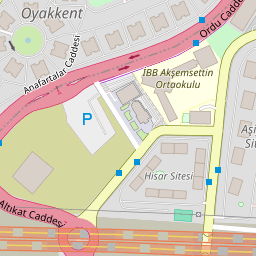 Oyakkent
Ordu Cadde
Anafartalar Caddesi
İBB Akşemsettin
Ortaokulu
P
Aşi
Sit
Hisar Sitesi
Altıkat Caddesi